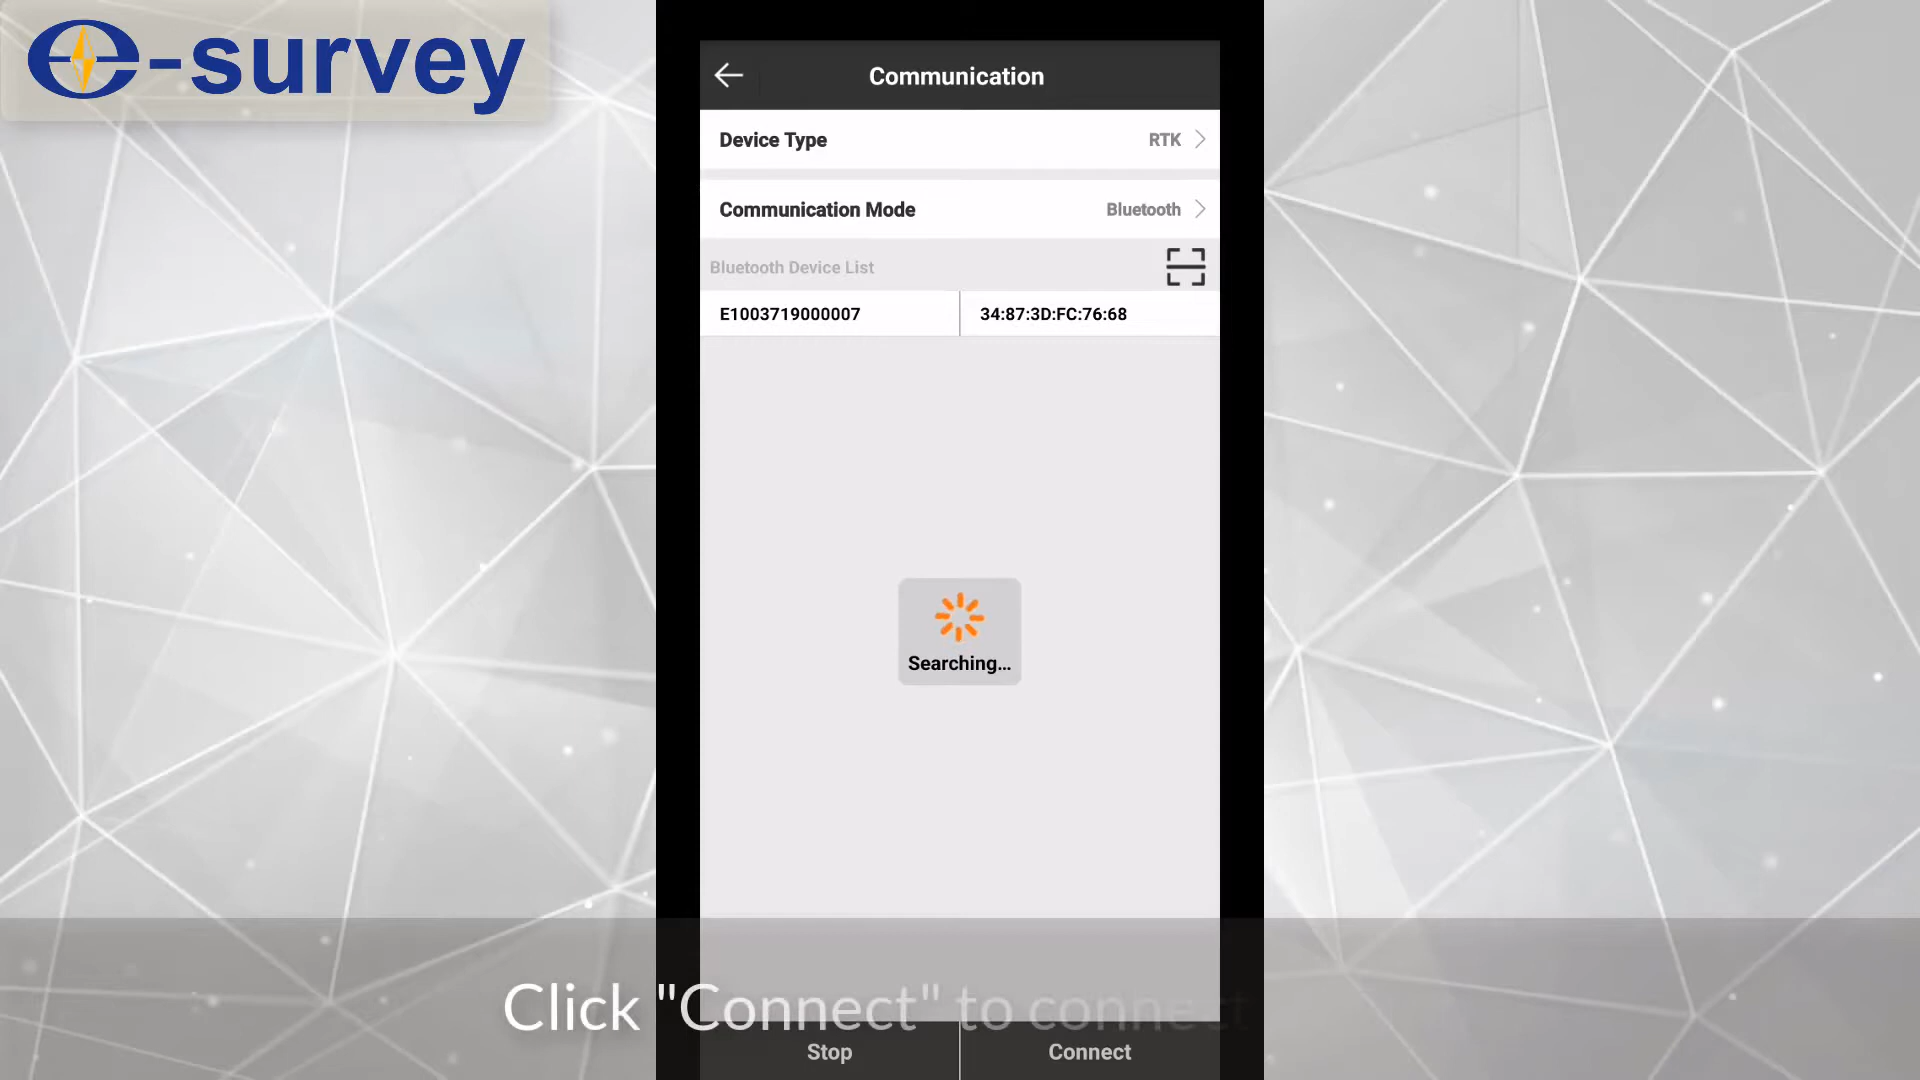 e-survey
Communication
Device Type RTK
Communication Mode Bluetooth
Bluetooth Device List
E1003719000007 34:87:3D:FC:76:68
Searching...
Click "Connect" to connect
Stop Connect